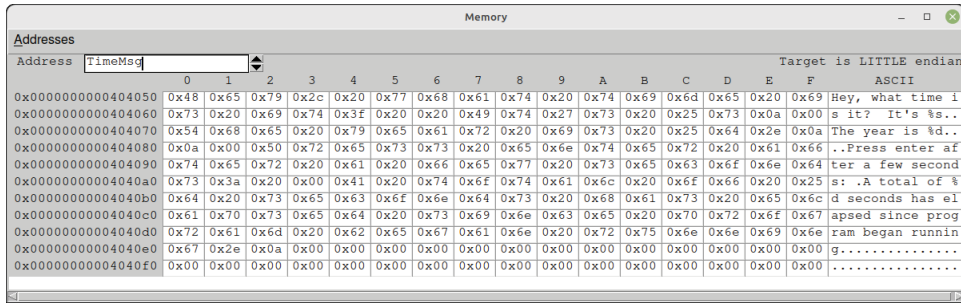 Memory
Addresses
Address TimeMsg Target is LITTLE endian
0 1 2 3 4 5 6 7 8 9 A B C D E F ASCII
0x0000000000404050 0x48 0x65 0x79 0x2c 0x20 0x77 0x68 0x61 0x74 0x20 0x74 0x69 0x6d 0x65 0x20 0x69 Hey, what time i
0x0000000000404060 0x73 0x20 0x69 0x74 0x3f 0x20 0x20 0x49 0x74 0x27 0x73 0x20 0x25 0x73 0x0a 0x00 s it?  It's %s..
0x0000000000404070 0x54 0x68 0x65 0x20 0x79 0x65 0x61 0x72 0x20 0x69 0x73 0x20 0x25 0x64 0x2e 0x0a The year is %d..
0x0000000000404080 0x0a 0x00 0x50 0x72 0x65 0x73 0x73 0x20 0x65 0x6e 0x74 0x65 0x72 0x20 0x61 0x66 ..Press enter af
0x0000000000404090 0x74 0x65 0x72 0x20 0x61 0x20 0x66 0x65 0x77 0x20 0x73 0x65 0x63 0x6f 0x6e 0x64 ter a few second
0x00000000004040a0 0x73 0x3a 0x20 0x00 0x41 0x20 0x74 0x6f 0x74 0x61 0x6c 0x20 0x6f 0x66 0x20 0x25 s: .A total of %
0x00000000004040b0 0x64 0x20 0x73 0x65 0x63 0x6f 0x6e 0x64 0x73 0x20 0x68 0x61 0x73 0x20 0x65 0x6c d seconds has el
0x00000000004040c0 0x61 0x70 0x73 0x65 0x64 0x20 0x73 0x69 0x6e 0x63 0x65 0x20 0x70 0x72 0x6f 0x67 apsed since prog
0x00000000004040d0 0x72 0x61 0x6d 0x20 0x62 0x65 0x67 0x61 0x6e 0x20 0x72 0x75 0x6e 0x6e 0x69 0x6e ram began runnin
0x00000000004040e0 0x67 0x2e 0x0a 0x00 0x00 0x00 0x00 0x00 0x00 0x00 0x00 0x00 0x00 0x00 0x00 0x00 g...............
0x00000000004040f0 0x00 0x00 0x00 0x00 0x00 0x00 0x00 0x00 0x00 0x00 0x00 0x00 0x00 0x00 0x00 0x00 ................